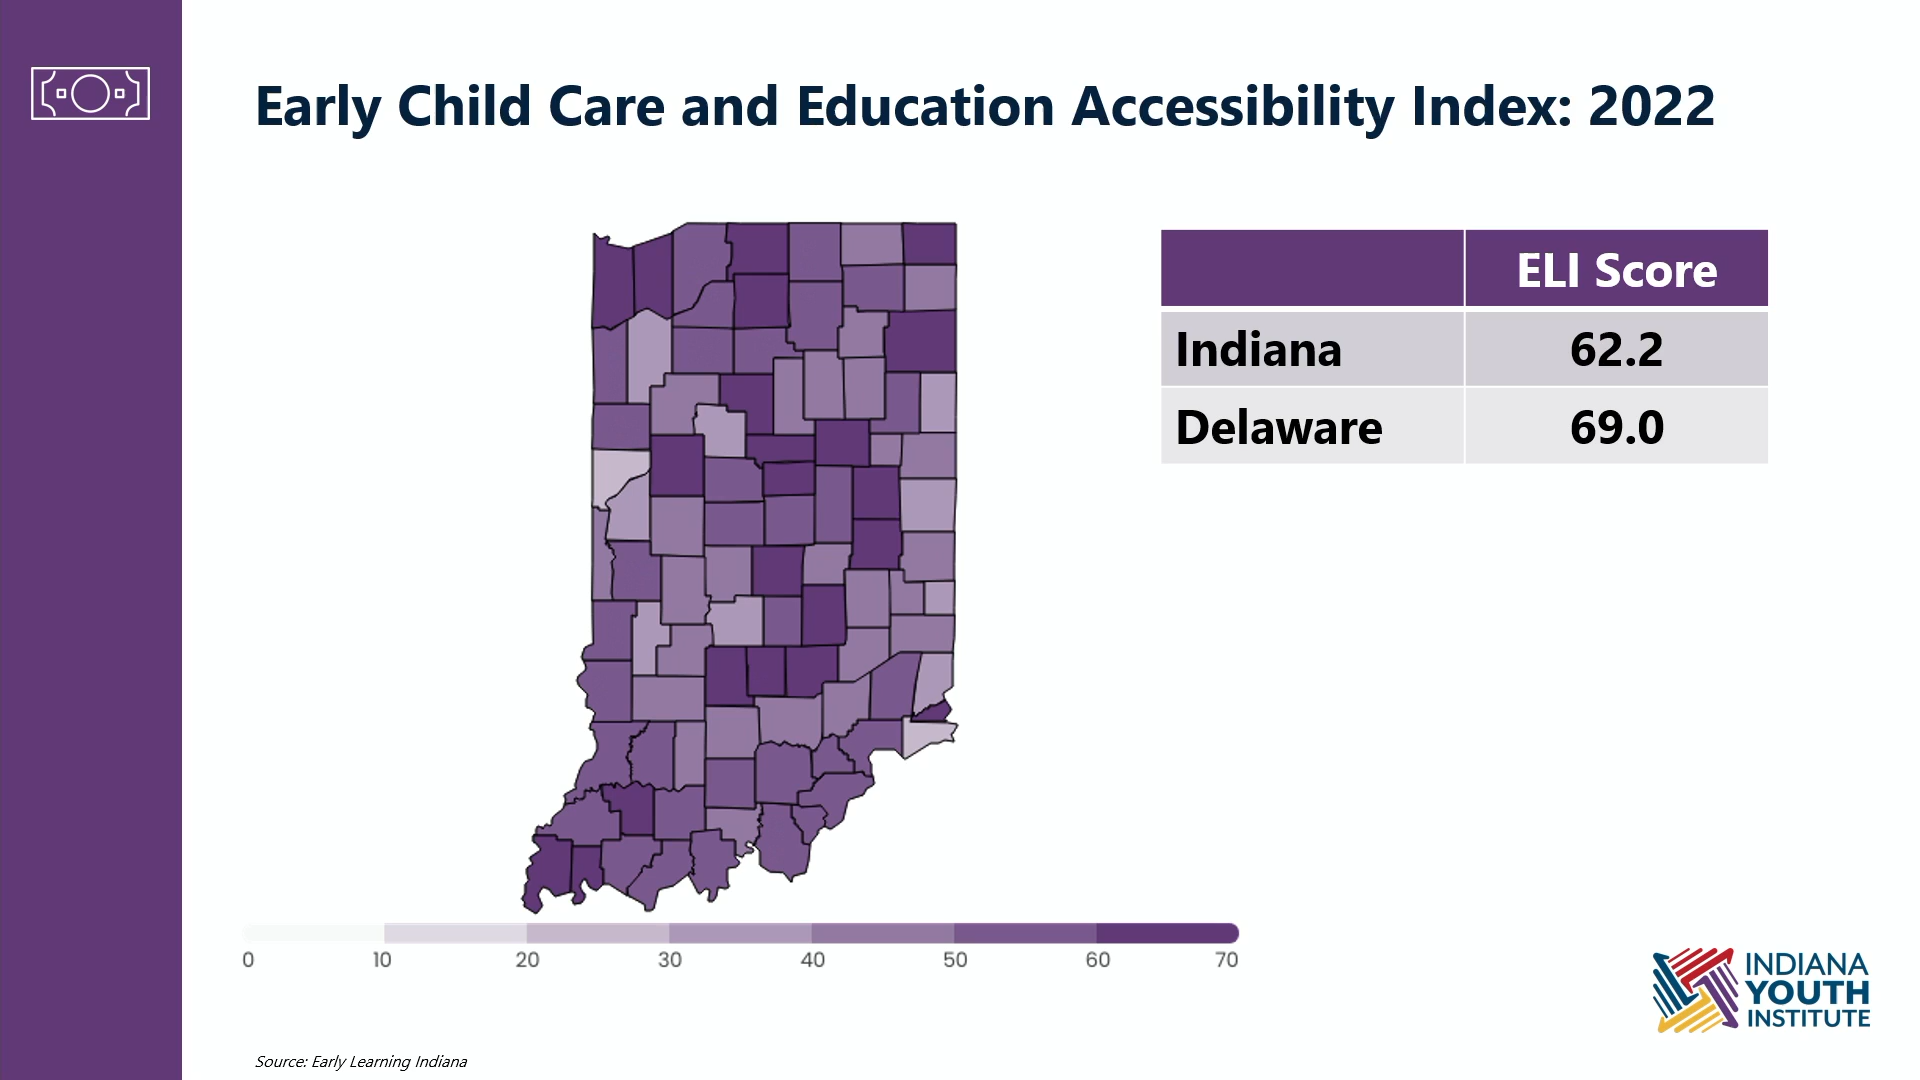 Early Child Care and Education Accessibility Index: 2022
ELI Score
Indiana 62.2
Delaware 69.0
0 10 20 30 40 50 60 70
INDIANA
YOUTH
INSTITUTE
Source: Early Learning Indiana